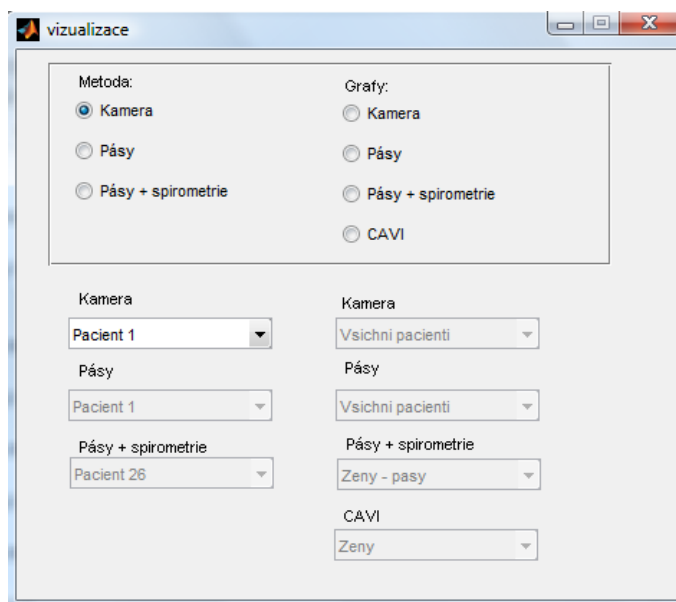 vizualizace
Metoda:
Kamera
Pásy
Pásy + spirometrie
Grafy:
Kamera
Pásy
Pásy + spirometrie
CAVI
Kamera
Pacient 1
Pásy
Pacient 1
Pásy + spirometrie
Pacient 26
Kamera
Vsichni pacienti
Pásy
Vsichni pacienti
Pásy + spirometrie
Zeny - pasy
CAVI
Zeny